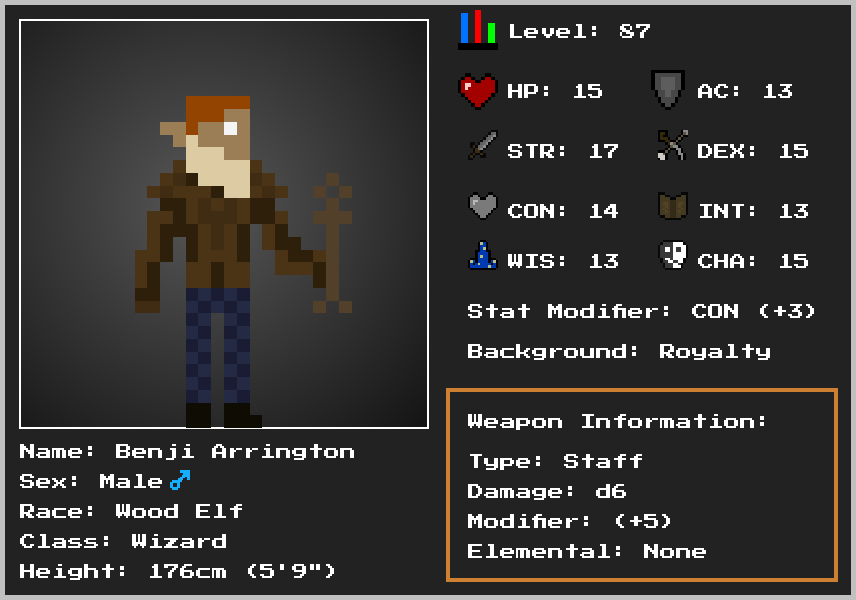 Level: 87
HP: 15 AC: 13
STR: 17 DEX: 15
CON: 14 INT: 13
WIS: 13 CHA: 15
Stat Modifier: CON (+3)
Background: Royalty
Weapon Information:
Type: Staff
Damage: d6
Modifier: (+5)
Elemental: None
Name: Benji Arrington
Sex: Male ♂
Race: Wood Elf
Class: Wizard
Height: 176cm (5'9")